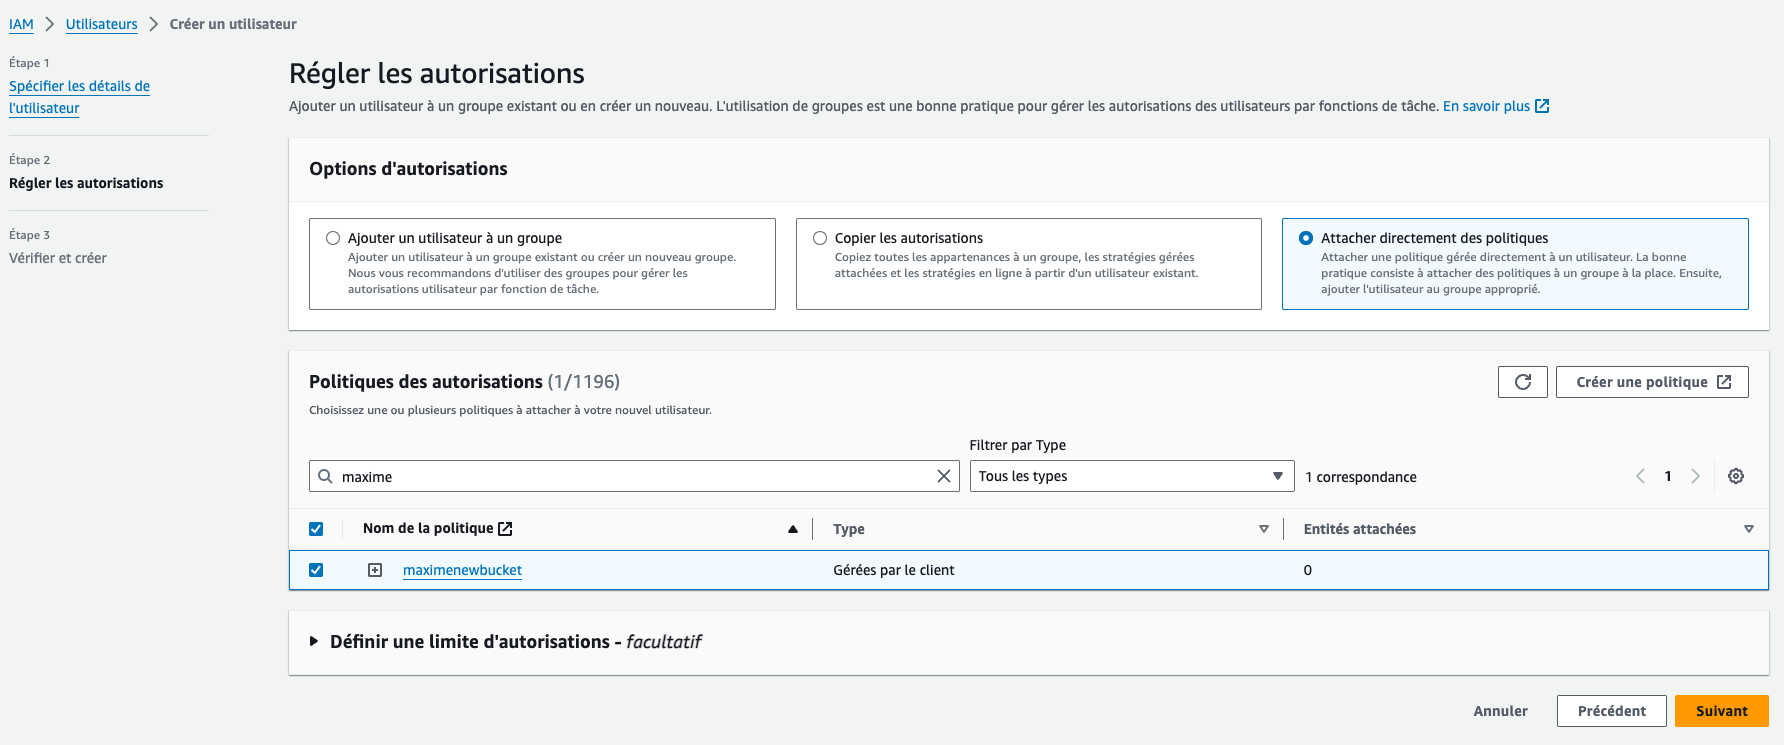 IAM > Utilisateurs > Créer un utilisateur
Étape 1
Spécifier les détails de
l'utilisateur
Étape 2
Régler les autorisations
Étape 3
Vérifier et créer
Régler les autorisations
Ajouter un utilisateur à un groupe existant ou en créer un nouveau. L'utilisation de groupes est une bonne pratique pour gérer les autorisations des utilisateurs par fonctions de tâche. En savoir plus
Options d'autorisations
Ajouter un utilisateur à un groupe
Ajouter un utilisateur à un groupe existant ou créer un nouveau groupe.
Nous vous recommandons d'utiliser des groupes pour gérer les
autorisations utilisateur par fonction de tâche.
Copier les autorisations
Copiez toutes les appartenances à un groupe, les stratégies gérées
attachées et les stratégies en ligne à partir d'un utilisateur existant.
Attacher directement des politiques
Attacher une politique gérée directement à un utilisateur. La bonne
pratique consiste à attacher des politiques à un groupe à la place. Ensuite,
ajouter l'utilisateur au groupe approprié.
Politiques des autorisations (1/1196)
Créer une politique
Choisissez une ou plusieurs politiques à attacher à votre nouvel utilisateur.
Filtrer par Type
maxime
Tous les types
1 correspondance
1
Nom de la politique
Type
Entités attachées
maximenewbucket
Gérées par le client
0
Définir une limite d'autorisations - facultatif
Annuler
Précédent
Suivant